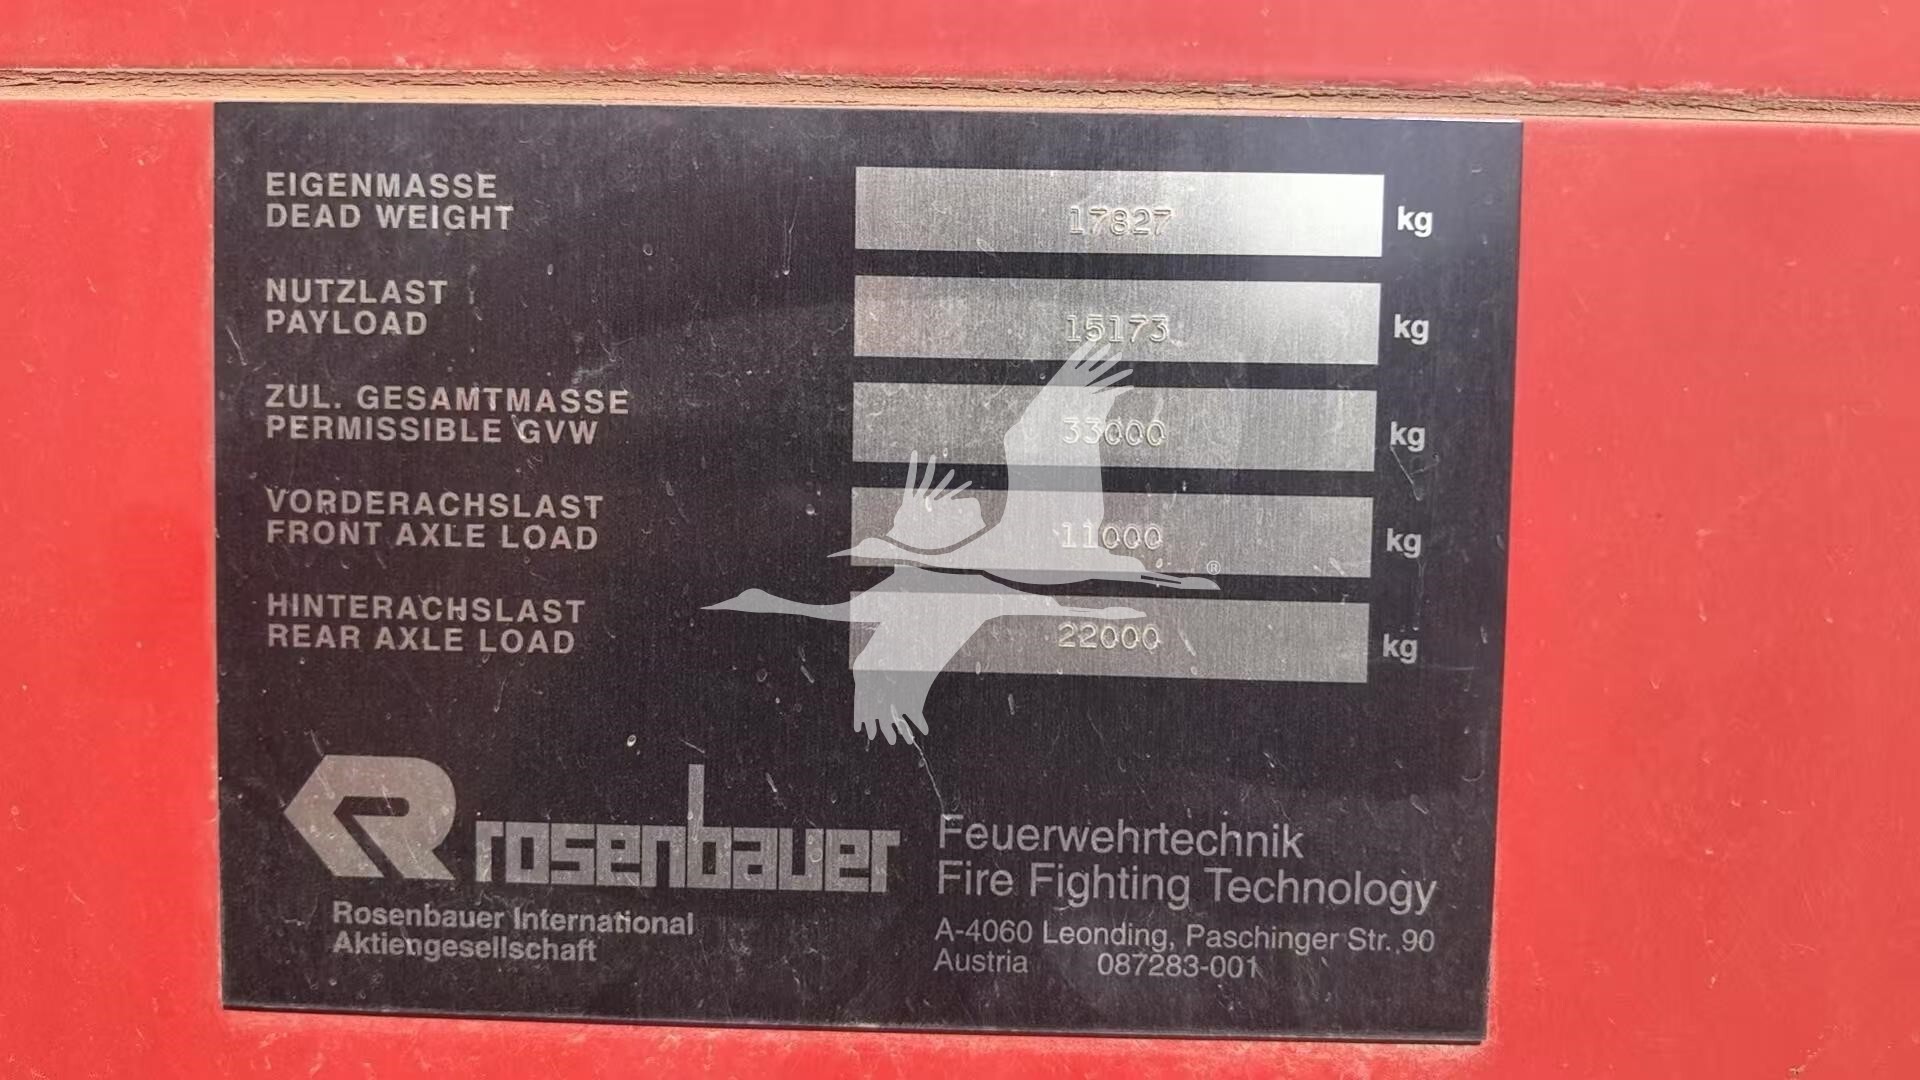 EIGENMASSE
DEAD WEIGHT 17827 kg
NUTZLAST
PAYLOAD 15173 kg
ZUL. GESAMTMASSE
PERMISSIBLE GVW 33000 kg
VORDERACHSLAST
FRONT AXLE LOAD 11000 kg
HINTERACHSLAST
REAR AXLE LOAD 22000 kg
®
R rosenbauer
Rosenbauer International
Aktiengesellschaft
Feuerwehrtechnik
Fire Fighting Technology
A-4060 Leonding, Paschinger Str. 90
Austria 087283-001